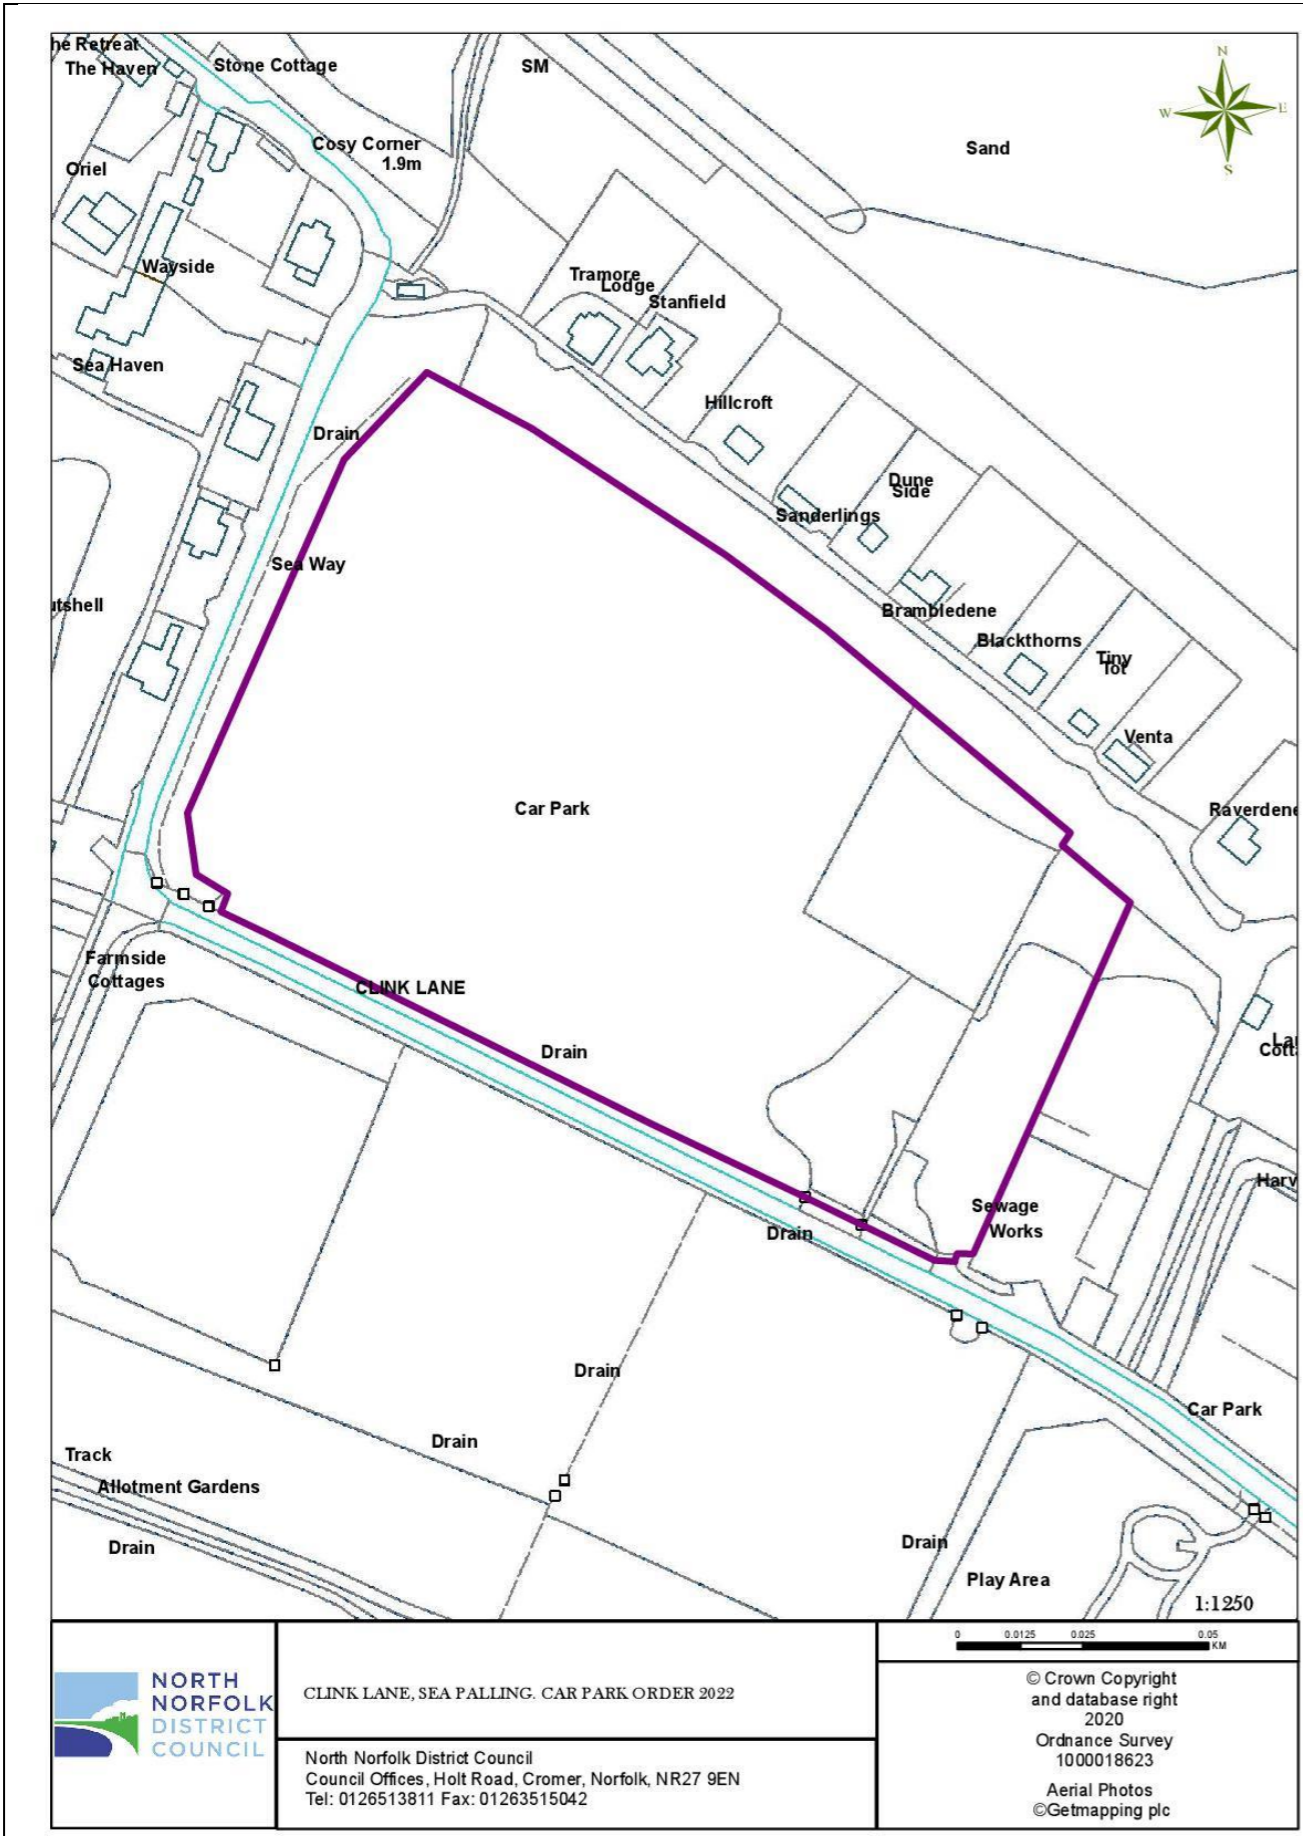 he Retreat
The Haven
Stone Cottage
SM
N
W
E
S
Sand
Cosy Corner
1.9m
Oriel
Wayside
Tramore
Lodge
Stanfield
Sea Haven
Hillcroft
Drain
Dune
Side
Sanderlings
Sea Way
utshell
Brambledene
Blackthorns
Tiny
Tot
Venta
Car Park
Raverdene
Farmside
Cottages
CLINK LANE
Drain
La
Cott
Harv
Sewage
Works
Drain
Drain
Car Park
Drain
Track
Allotment Gardens
Drain
Drain
Play Area
1:1250
0 0.0125 0.025 0.05
KM
NORTH
NORFOLK
DISTRICT
COUNCIL
CLINK LANE, SEA PALLING. CAR PARK ORDER 2022
North Norfolk District Council
Council Offices, Holt Road, Cromer, Norfolk, NR27 9EN
Tel: 0126513811 Fax: 01263515042
© Crown Copyright
and database right
2020
Ordnance Survey
1000018623
Aerial Photos
©Getmapping plc